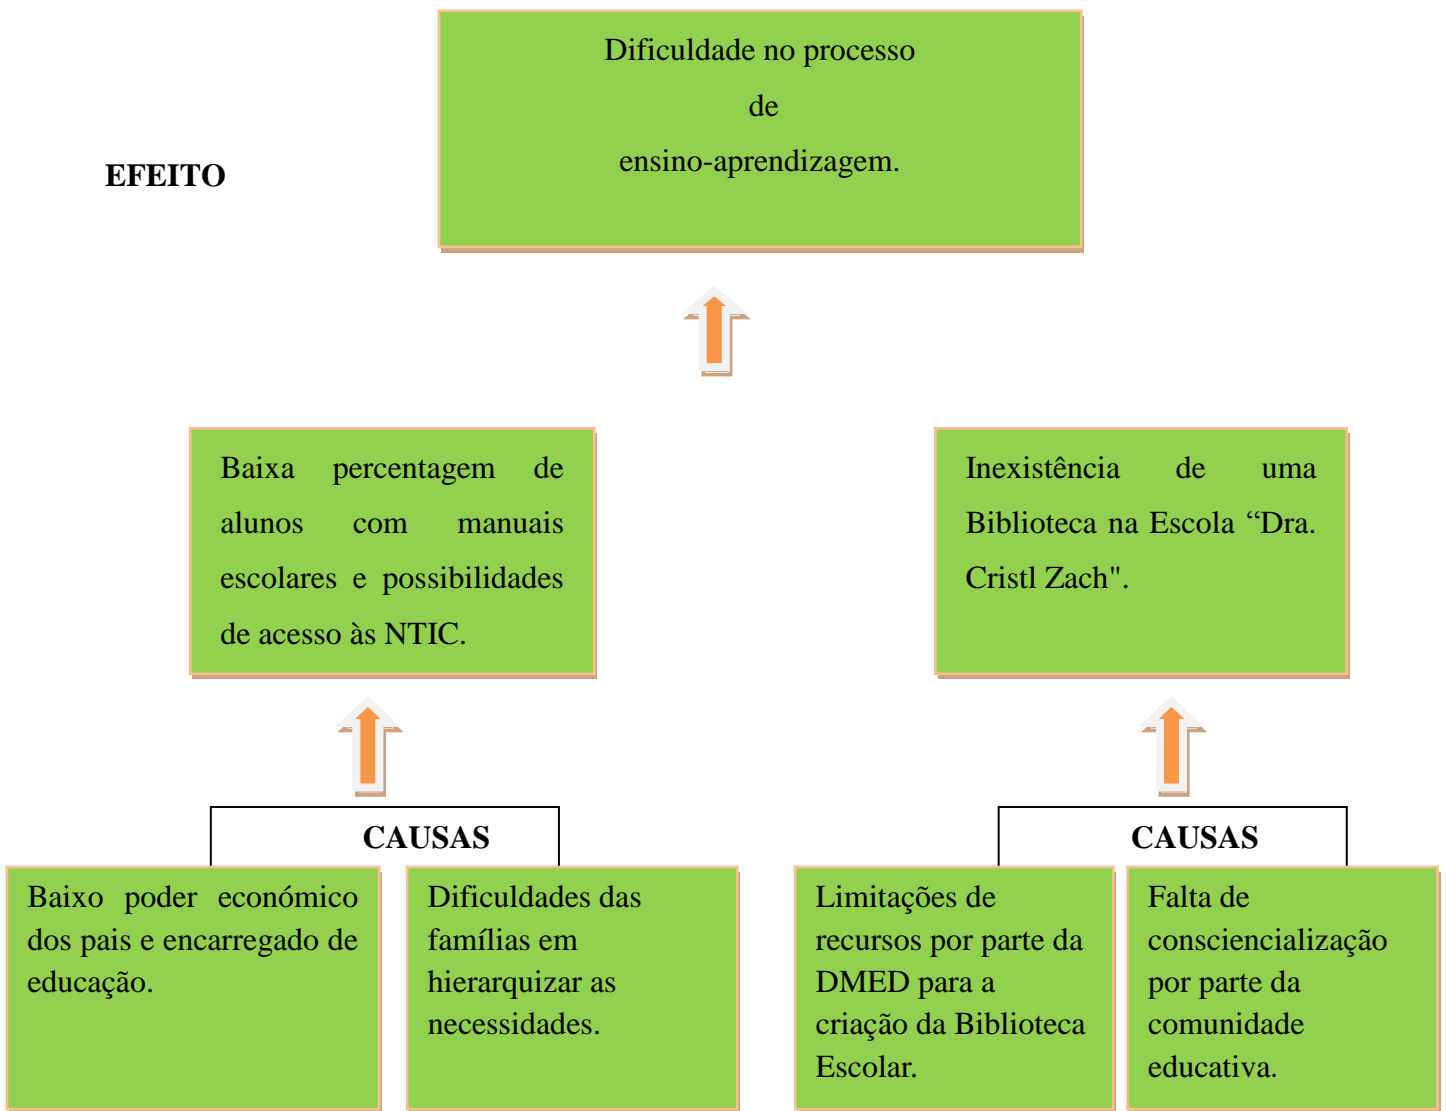 Dificuldade no processo
de
ensino-aprendizagem.
EFEITO
Baixa percentagem de
alunos com manuais
escolares e possibilidades
de acesso às NTIC.
Inexistência de uma
Biblioteca na Escola “Dra.
Cristl Zach".
CAUSAS
Baixo poder económico
dos pais e encarregado de
educação.
Dificuldades das
famílias em
hierarquizar as
necessidades.
CAUSAS
Limitações de
recursos por parte da
DMED para a
criação da Biblioteca
Escolar.
Falta de
consciencialização
por parte da
comunidade
educativa.